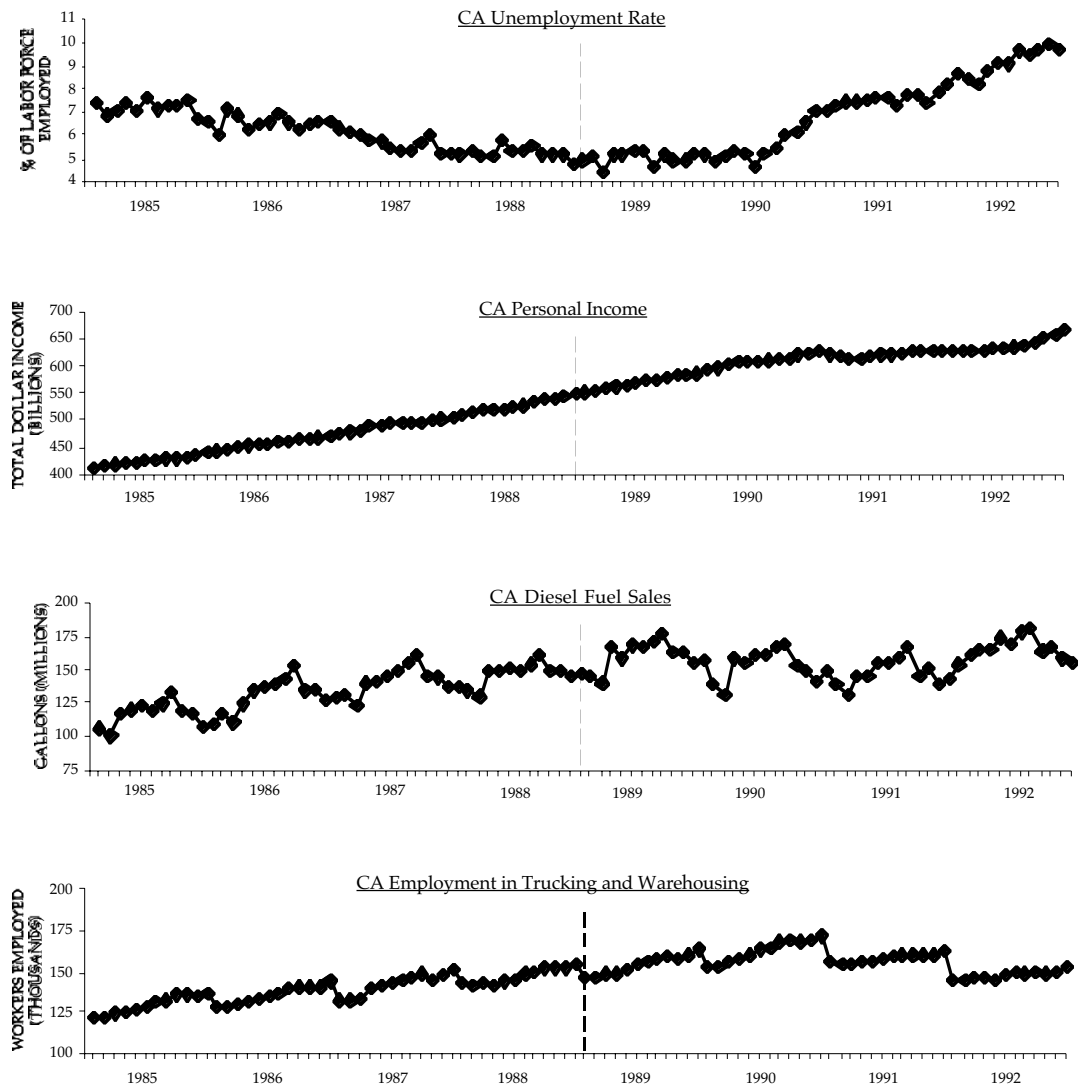 CA Unemployment Rate
% OF LABOR FORCE
EMPLOYED
11
10
9
8
7
6
5
4
1985 1986 1987 1988 1989 1990 1991 1992
CA Personal Income
TOTAL DOLLAR INCOME
(BILLIONS)
700
650
600
550
500
450
400
1985 1986 1987 1988 1989 1990 1991 1992
CA Diesel Fuel Sales
GALLONS (MILLIONS)
200
175
150
125
100
75
1985 1986 1987 1988 1989 1990 1991 1992
CA Employment in Trucking and Warehousing
WORKERS EMPLOYED
(THOUSANDS)
200
175
150
125
100
1985 1986 1987 1988 1989 1990 1991 1992